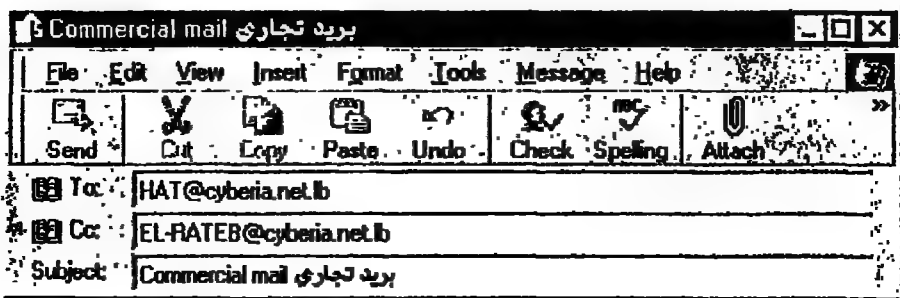 Commercial mail بريد تجاري
File Edit View Insert Format Tools Message Help
Send Cut Copy Paste Undo Check Spelling Attach »
To: HAT@cyberia.net.lb
Cc: EL-RATEB@cyberia.net.lb
Subject: Commercial mail بريد تجاري